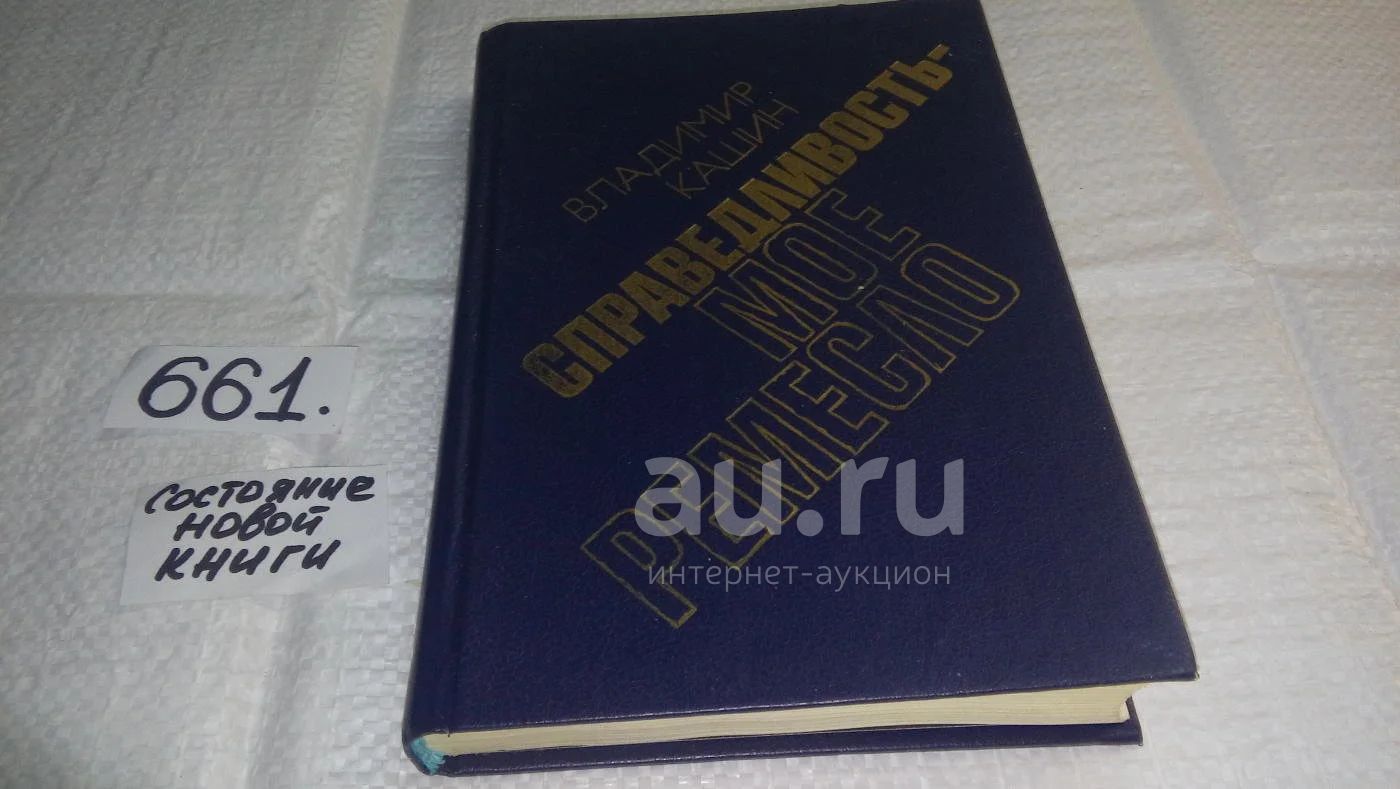 ВЛАДИМИР
КАШИН
СПРАВЕДЛИВОСТЬ-
МОЕ
РЕМЕСЛО
661.
состояние
новой
книги
au.ru
интернет-аукцион